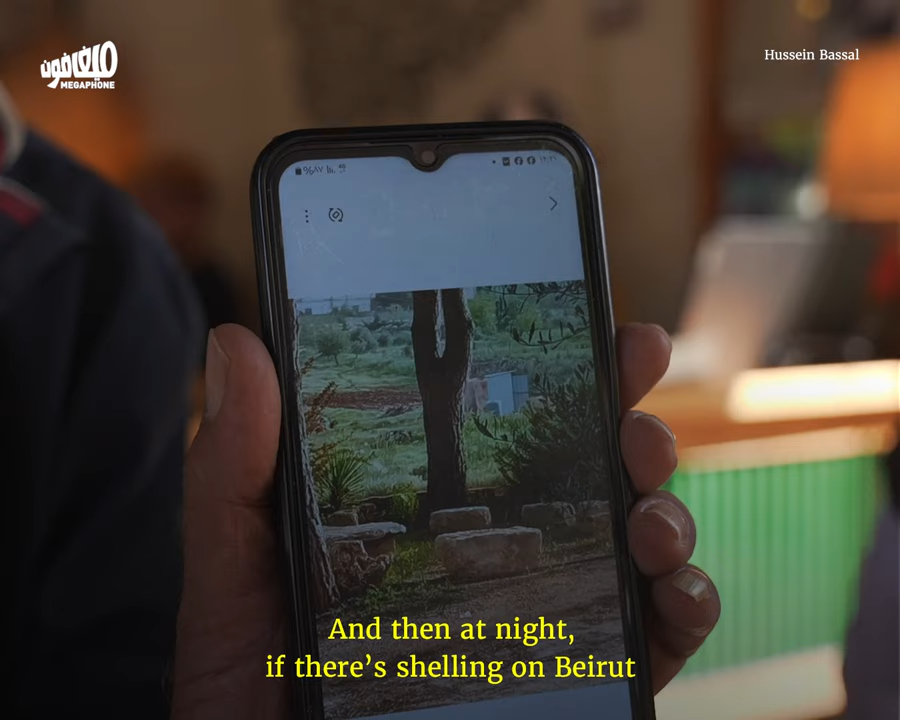 ميغافون
MEGAPHONE
Hussein Bassal
And then at night,
if there’s shelling on Beirut